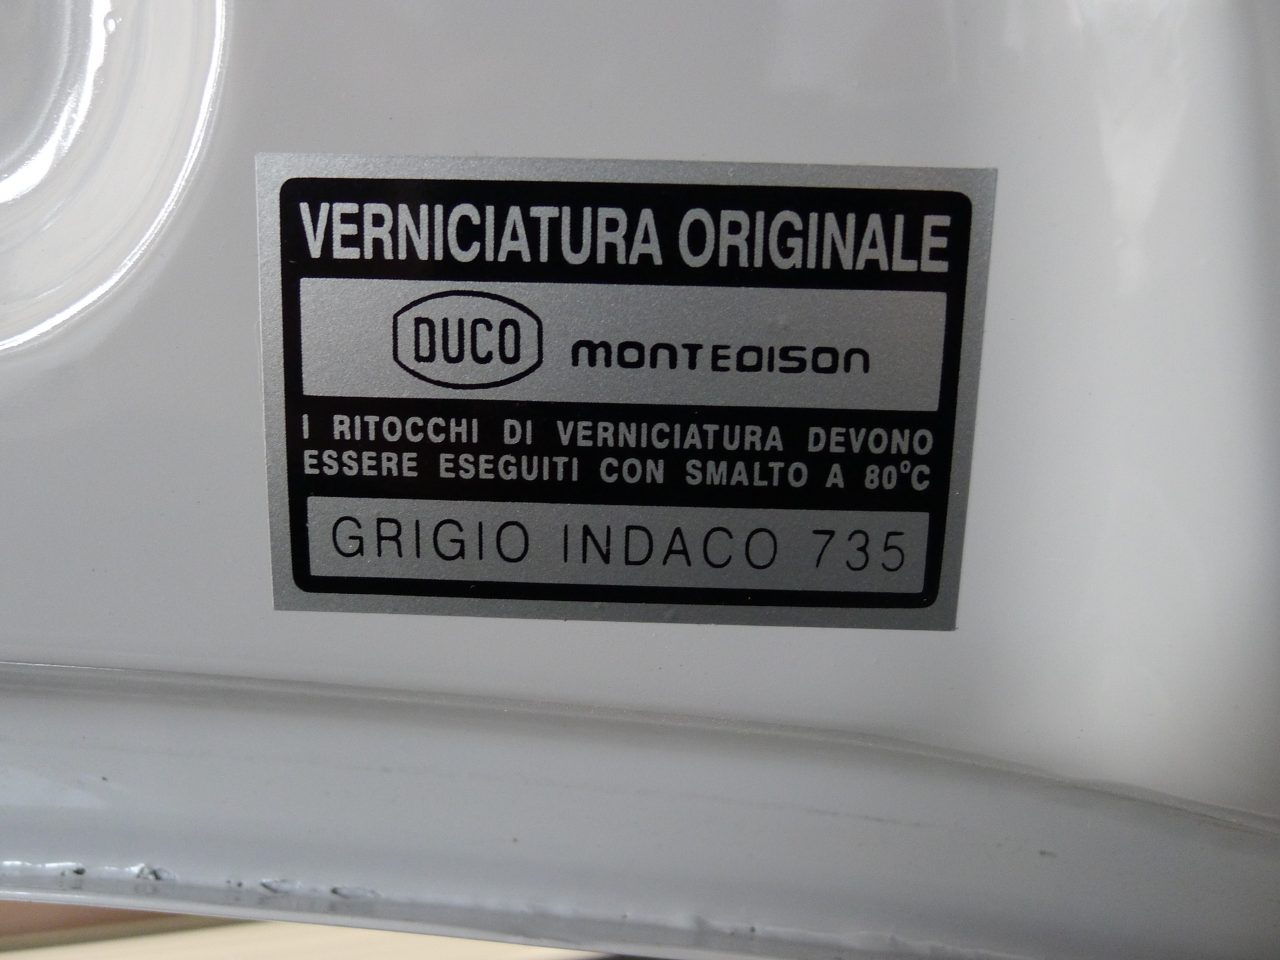 VERNICIATURA ORIGINALE
DUCO MONTEDISON
I RITOCCHI DI VERNICIATURA DEVONO
ESSERE ESEGUITI CON SMALTO A 80°C
GRIGIO INDACO 735